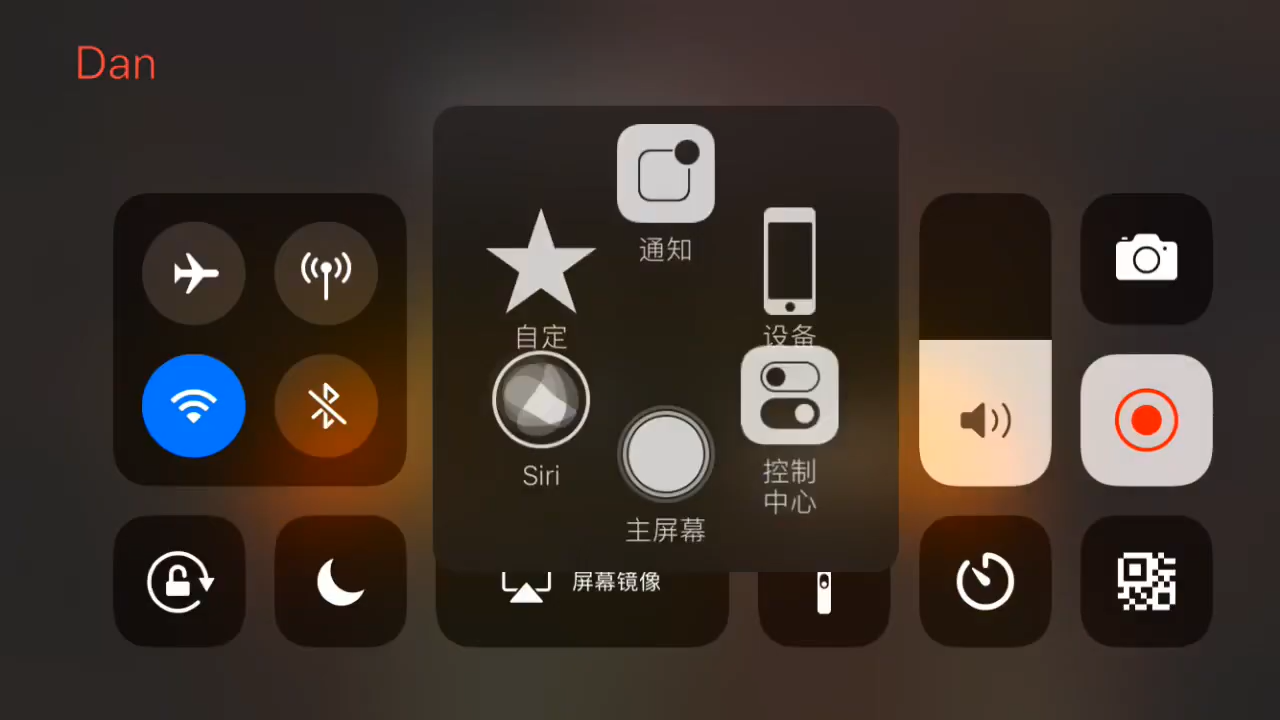 Dan
通知
自定
设备
Siri
控制
中心
主屏幕
屏幕镜像